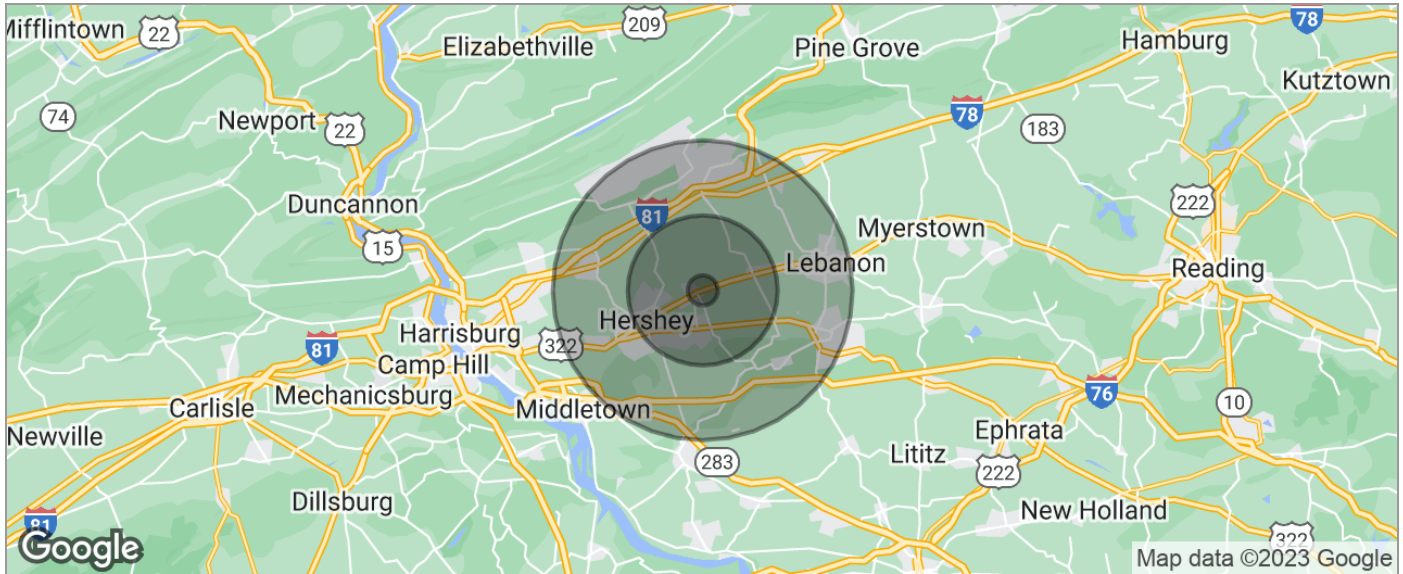 Mifflintown
22
209
Elizabethville
Pine Grove
Hamburg
78
Kutztown
74
Newport
22
78
183
Duncannon
15
81
Myerstown
222
Lebanon
Reading
Hershey
Harrisburg
322
81
Camp Hill
Mechanicsburg
Carlisle
Middletown
76
10
Newville
Ephrata
Lititz
283
222
Dillsburg
New Holland
81
322
Google
Map data ©2023 Google